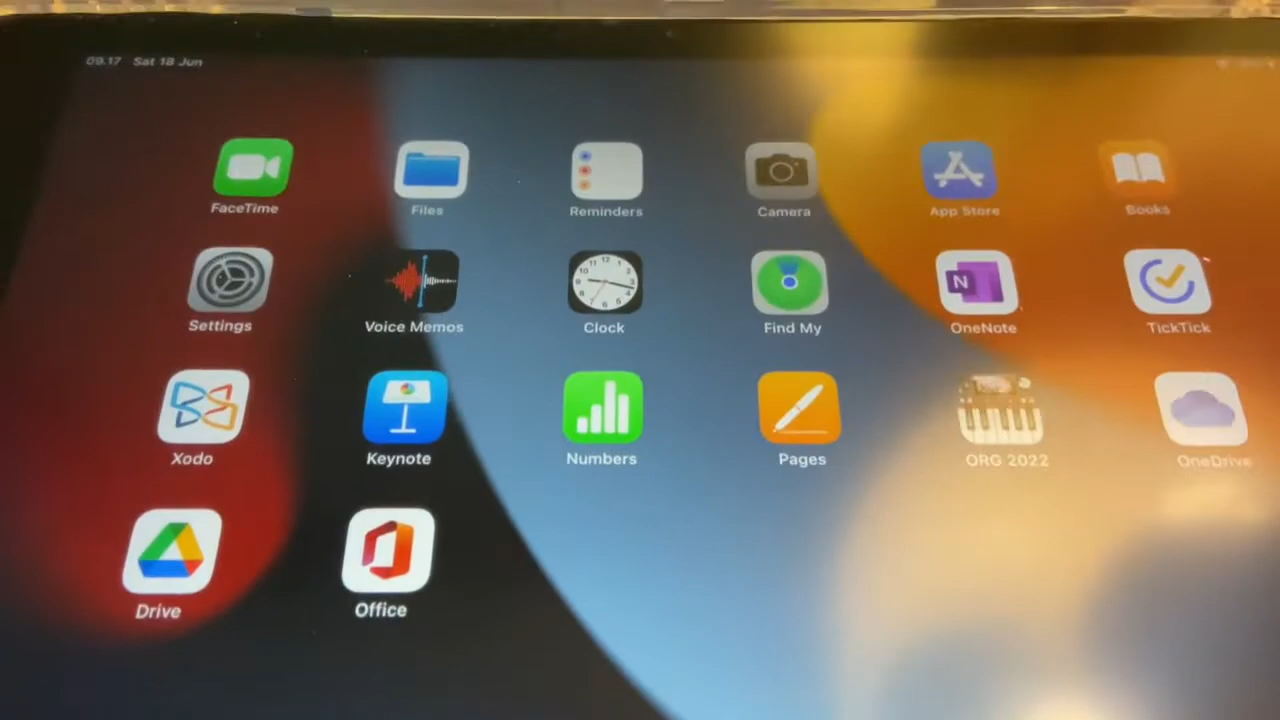 09.17 Sat 18 Jun
FaceTime Files Reminders Camera App Store Books
Settings Voice Memos Clock Find My OneNote TickTick
Xodo Keynote Numbers Pages ORG 2022 OneDrive
Drive Office